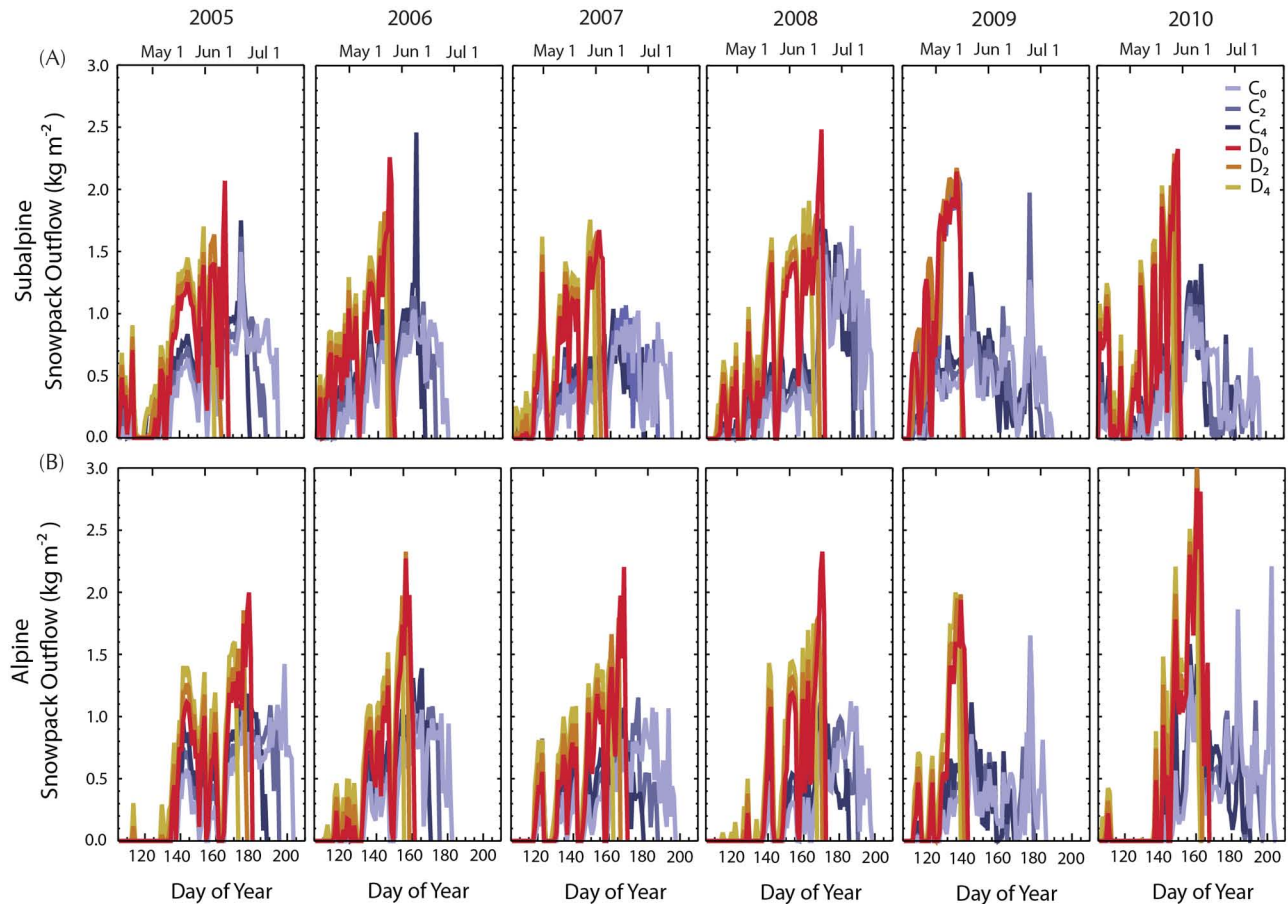 2005 2006 2007 2008 2009 2010
May 1 Jun 1 Jul 1 May 1 Jun 1 Jul 1 May 1 Jun 1 Jul 1 May 1 Jun 1 Jul 1 May 1 Jun 1 Jul 1 May 1 Jun 1 Jul 1
(A)
Subalpine
Snowpack Outflow (kg m⁻²)
3.0
2.5
2.0
1.5
1.0
0.5
0.0
C₀
C₂
C₄
D₀
D₂
D₄
(B)
Alpine
Snowpack Outflow (kg m⁻²)
3.0
2.5
2.0
1.5
1.0
0.5
0.0
120 140 160 180 200 120 140 160 180 200 120 140 160 180 200 120 140 160 180 200 120 140 160 180 200 120 140 160 180 200
Day of Year Day of Year Day of Year Day of Year Day of Year Day of Year